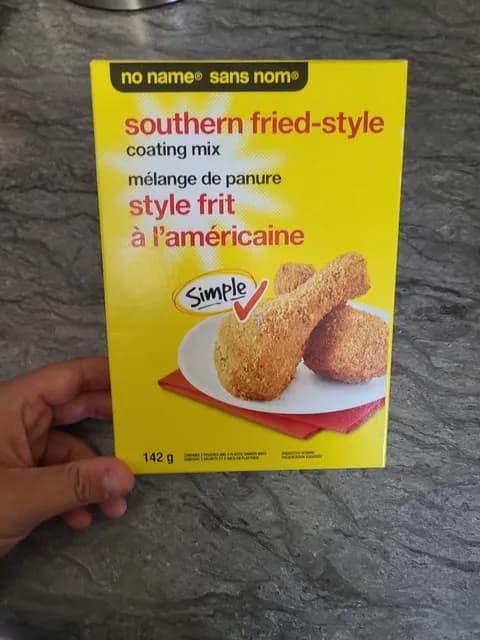 no name® sans nom®
southern fried-style
coating mix
mélange de panure
style frit
à l'américaine
Simple
142 g